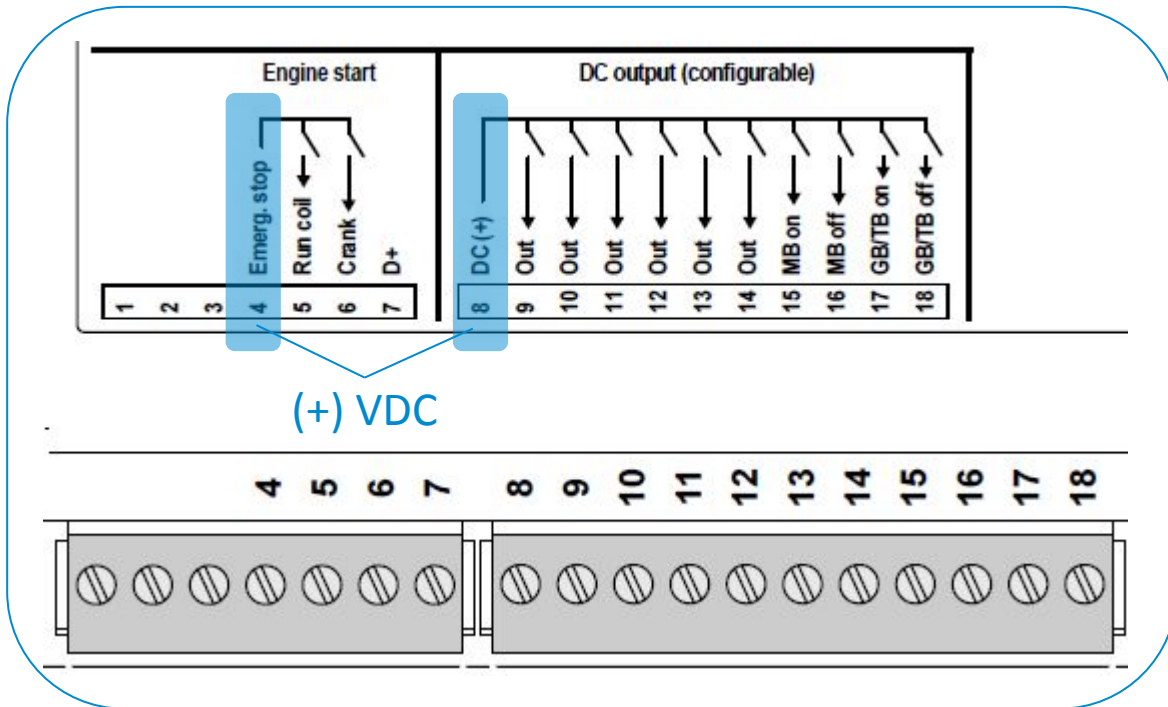 Engine start
DC output (configurable)
Emerg. stop
Run coil
Crank
D+
DC (+)
Out
Out
Out
Out
Out
Out
MB on
MB off
GB/TB on
GB/TB off
1 2 3 4 5 6 7
8 9 10 11 12 13 14 15 16 17 18
(+) VDC
4 5 6 7 8 9 10 11 12 13 14 15 16 17 18